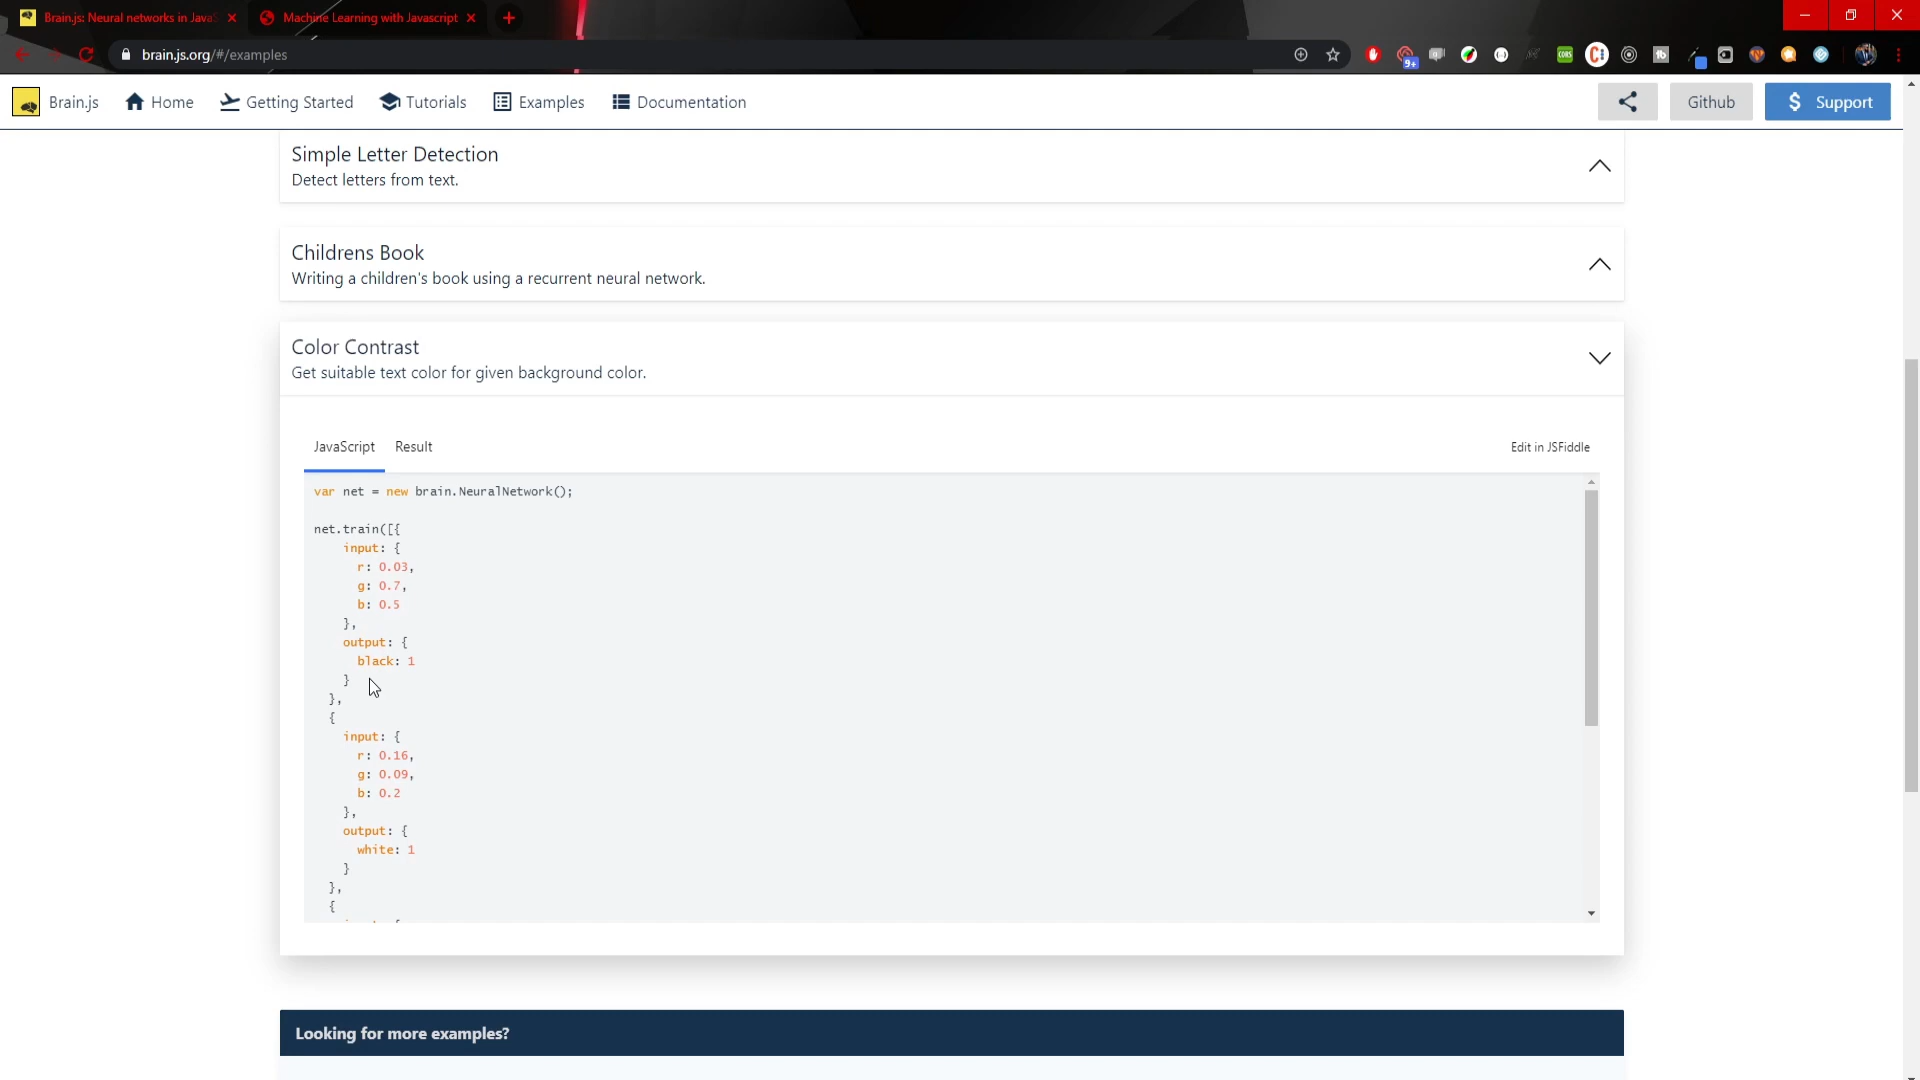 Brain.js: Neural networks in Java
Machine Learning with Javascript
brain.js.org/#/examples
9+
CORS
Brain.js
Home
Getting Started
Tutorials
Examples
Documentation
Github
$ Support
Simple Letter Detection
Detect letters from text.
Childrens Book
Writing a children's book using a recurrent neural network.
Color Contrast
Get suitable text color for given background color.
JavaScript
Result
Edit in JSFiddle
var net = new brain.NeuralNetwork();
net.train([{
input: {
r: 0.03,
g: 0.7,
b: 0.5
},
output: {
black: 1
}
},
{
input: {
r: 0.16,
g: 0.09,
b: 0.2
},
output: {
white: 1
}
},
{
Looking for more examples?